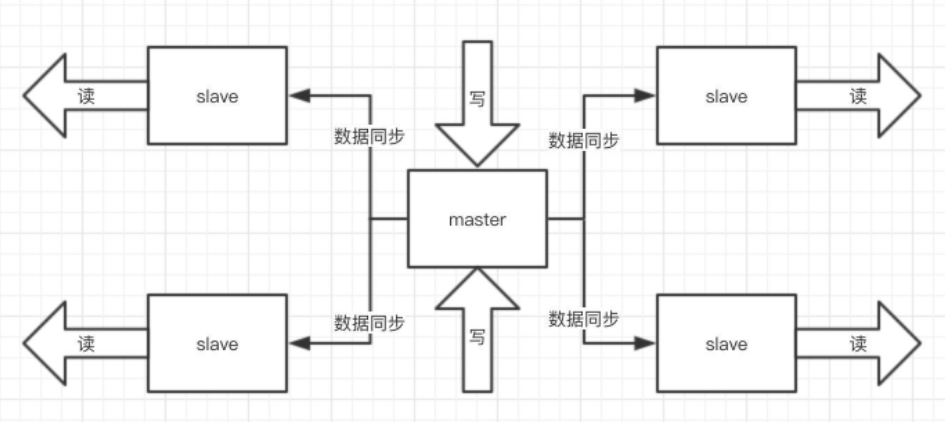 读
slave
写
slave
读
数据同步
数据同步
master
数据同步
数据同步
读
slave
写
slave
读